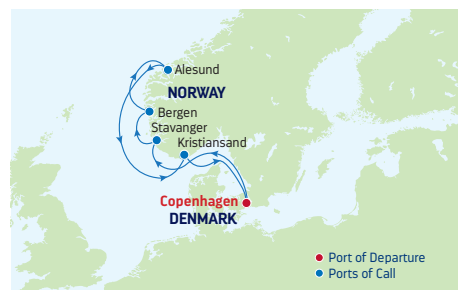 Alesund
NORWAY
Bergen
Stavanger
Kristiansand
Copenhagen
DENMARK
Port of Departure
Ports of Call